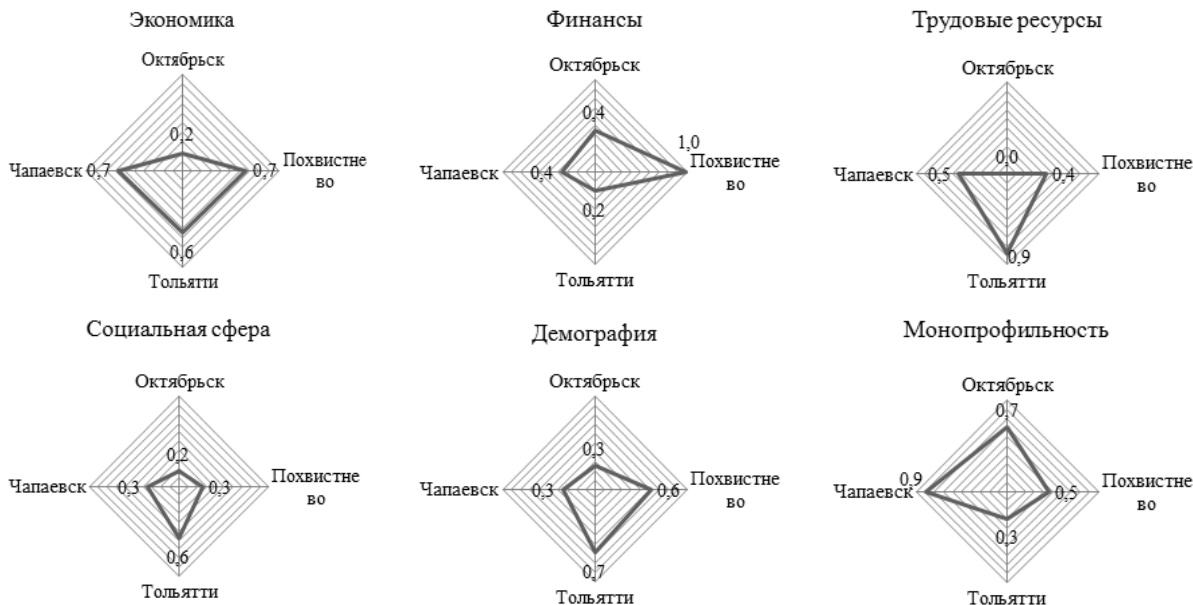 Экономика
Октябрьск
0,2
Чапаевск
0,7
0,7
Похвистне
во
0,6
Тольятти
Финансы
Октябрьск
0,4
1,0
Чапаевск
0,4
Похвистне
во
0,2
Тольятти
Трудовые ресурсы
Октябрьск
0,0
Чапаевск
0,5
0,4
Похвистне
во
0,9
Тольятти
Социальная сфера
Октябрьск
0,2
Чапаевск
0,3
0,3
Похвистне
во
0,6
Тольятти
Демография
Октябрьск
0,3
Чапаевск
0,3
0,6
Похвистне
во
0,7
Тольятти
Монопрофильность
Октябрьск
0,7
0,9
Чапаевск
0,5
Похвистне
во
0,3
Тольятти